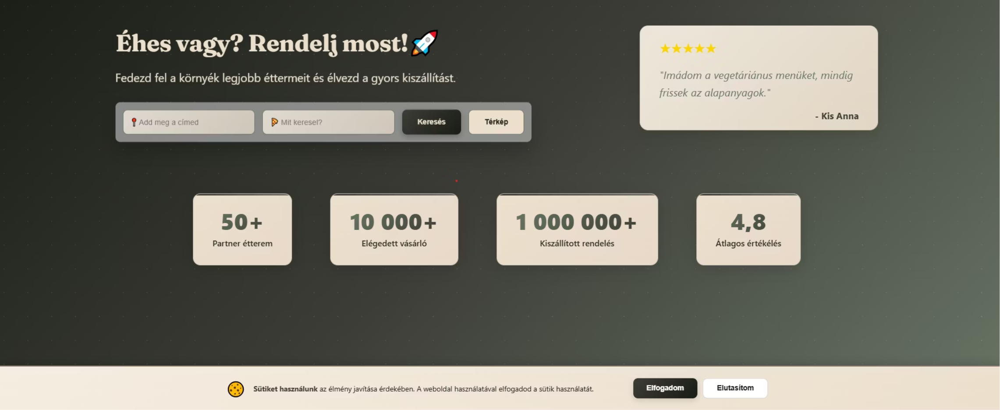 Éhes vagy? Rendelj most!🚀
Fedezd fel a környék legjobb éttermeit és élvezd a gyors kiszállítást.
📍 Add meg a címed
🍕 Mit keresel?
Keresés
Térkép
★★★★★
"Imádom a vegetáriánus menüket, mindig
frissek az alapanyagok."
- Kis Anna
50+
Partner étterem
10 000+
Elégedett vásárló
1 000 000+
Kiszállított rendelés
4,8
Átlagos értékélés
Sütiket használunk az élmény javítása érdekében. A weboldal használatával elfogadod a sütik használatát.
Elfogadom
Elutasítom